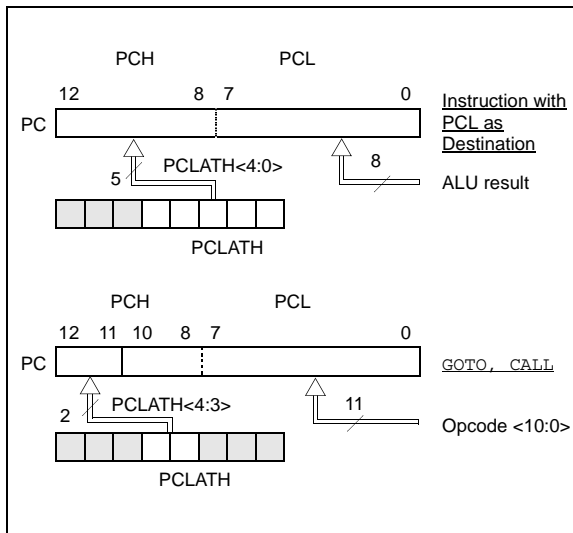 PCH PCL
12 8 7 0
PC
Instruction with
PCL as
Destination
5 PCLATH<4:0> 8
ALU result
PCLATH
PCH PCL
12 11 10 8 7 0
PC
GOTO, CALL
2 PCLATH<4:3> 11
Opcode <10:0>
PCLATH